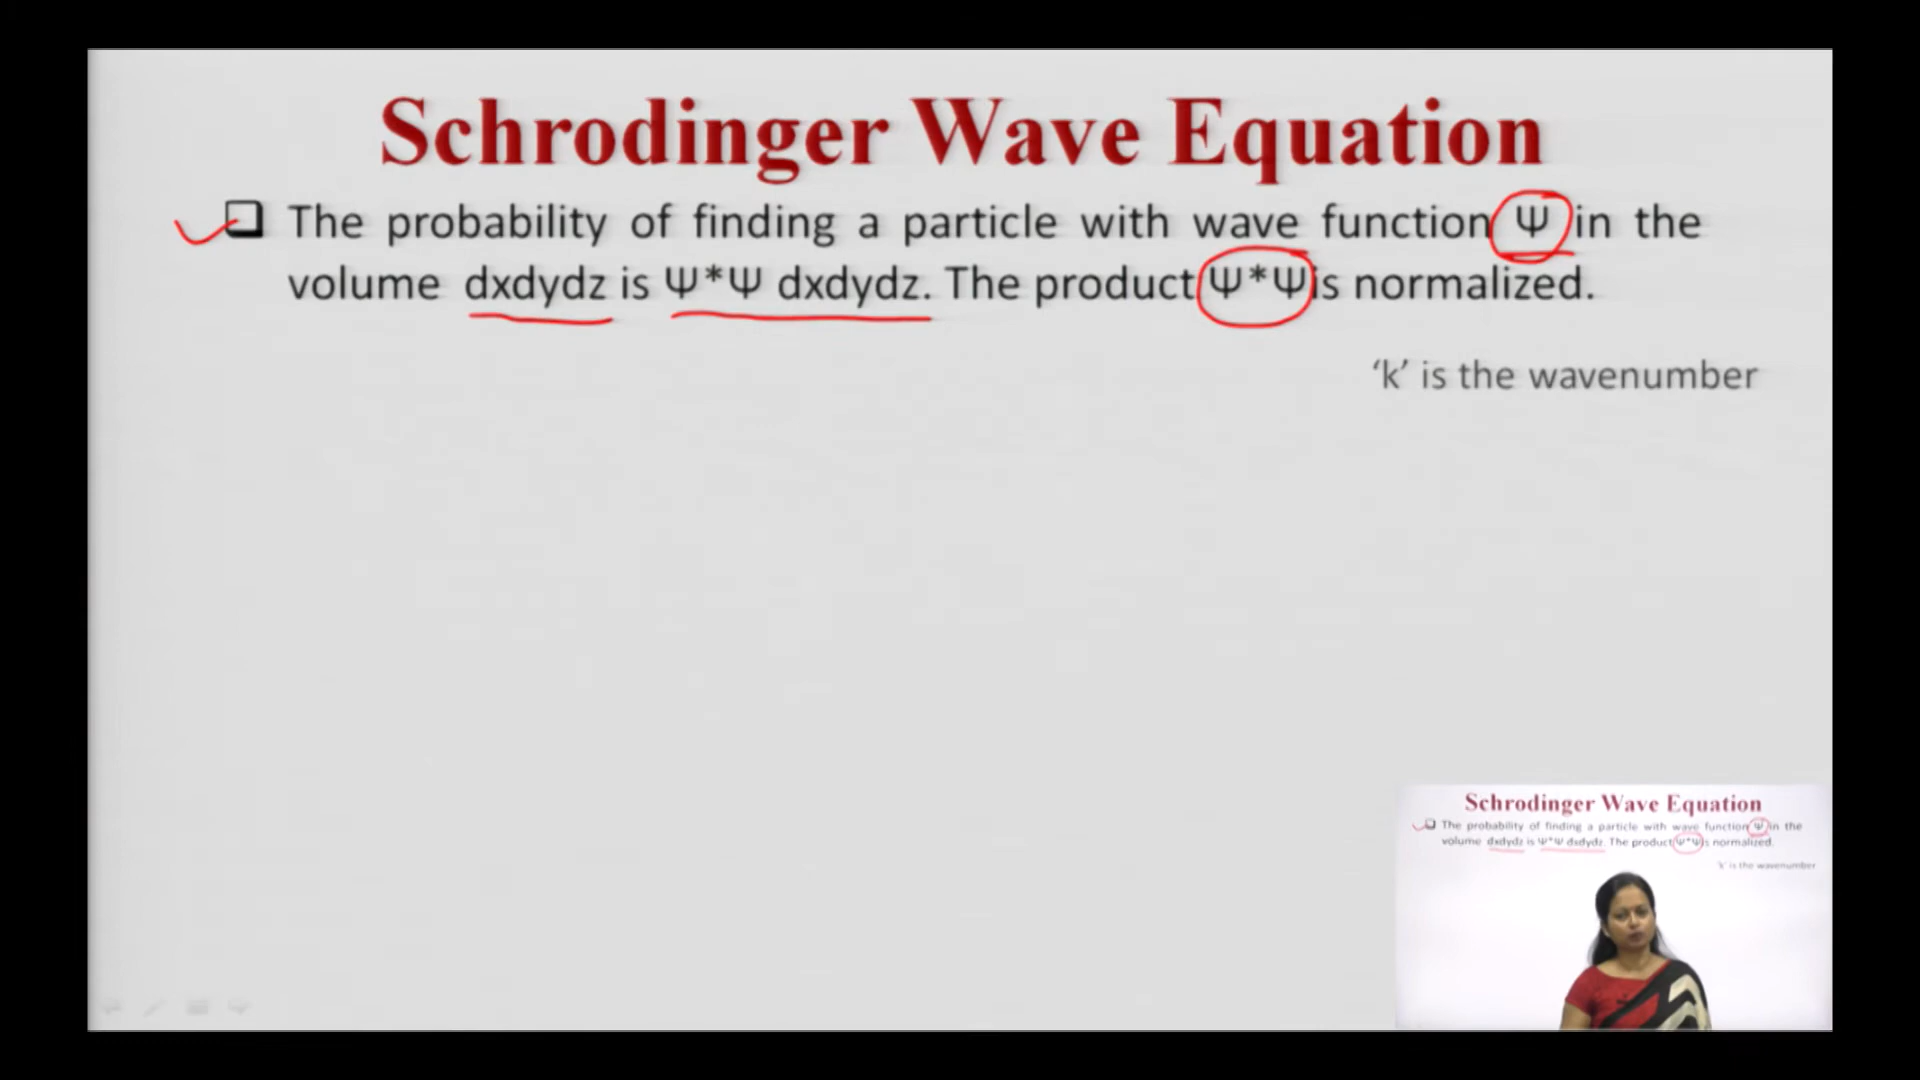 Schrodinger Wave Equation
The probability of finding a particle with wave function Ψ in the
volume dxdydz is Ψ*Ψ dxdydz. The product Ψ*Ψ is normalized.
'k' is the wavenumber
Schrodinger Wave Equation
The probability of finding a particle with wave function Ψ in the
volume dxdydz is Ψ*Ψ dxdydz. The product Ψ*Ψ is normalized.
'k' is the wavenumber